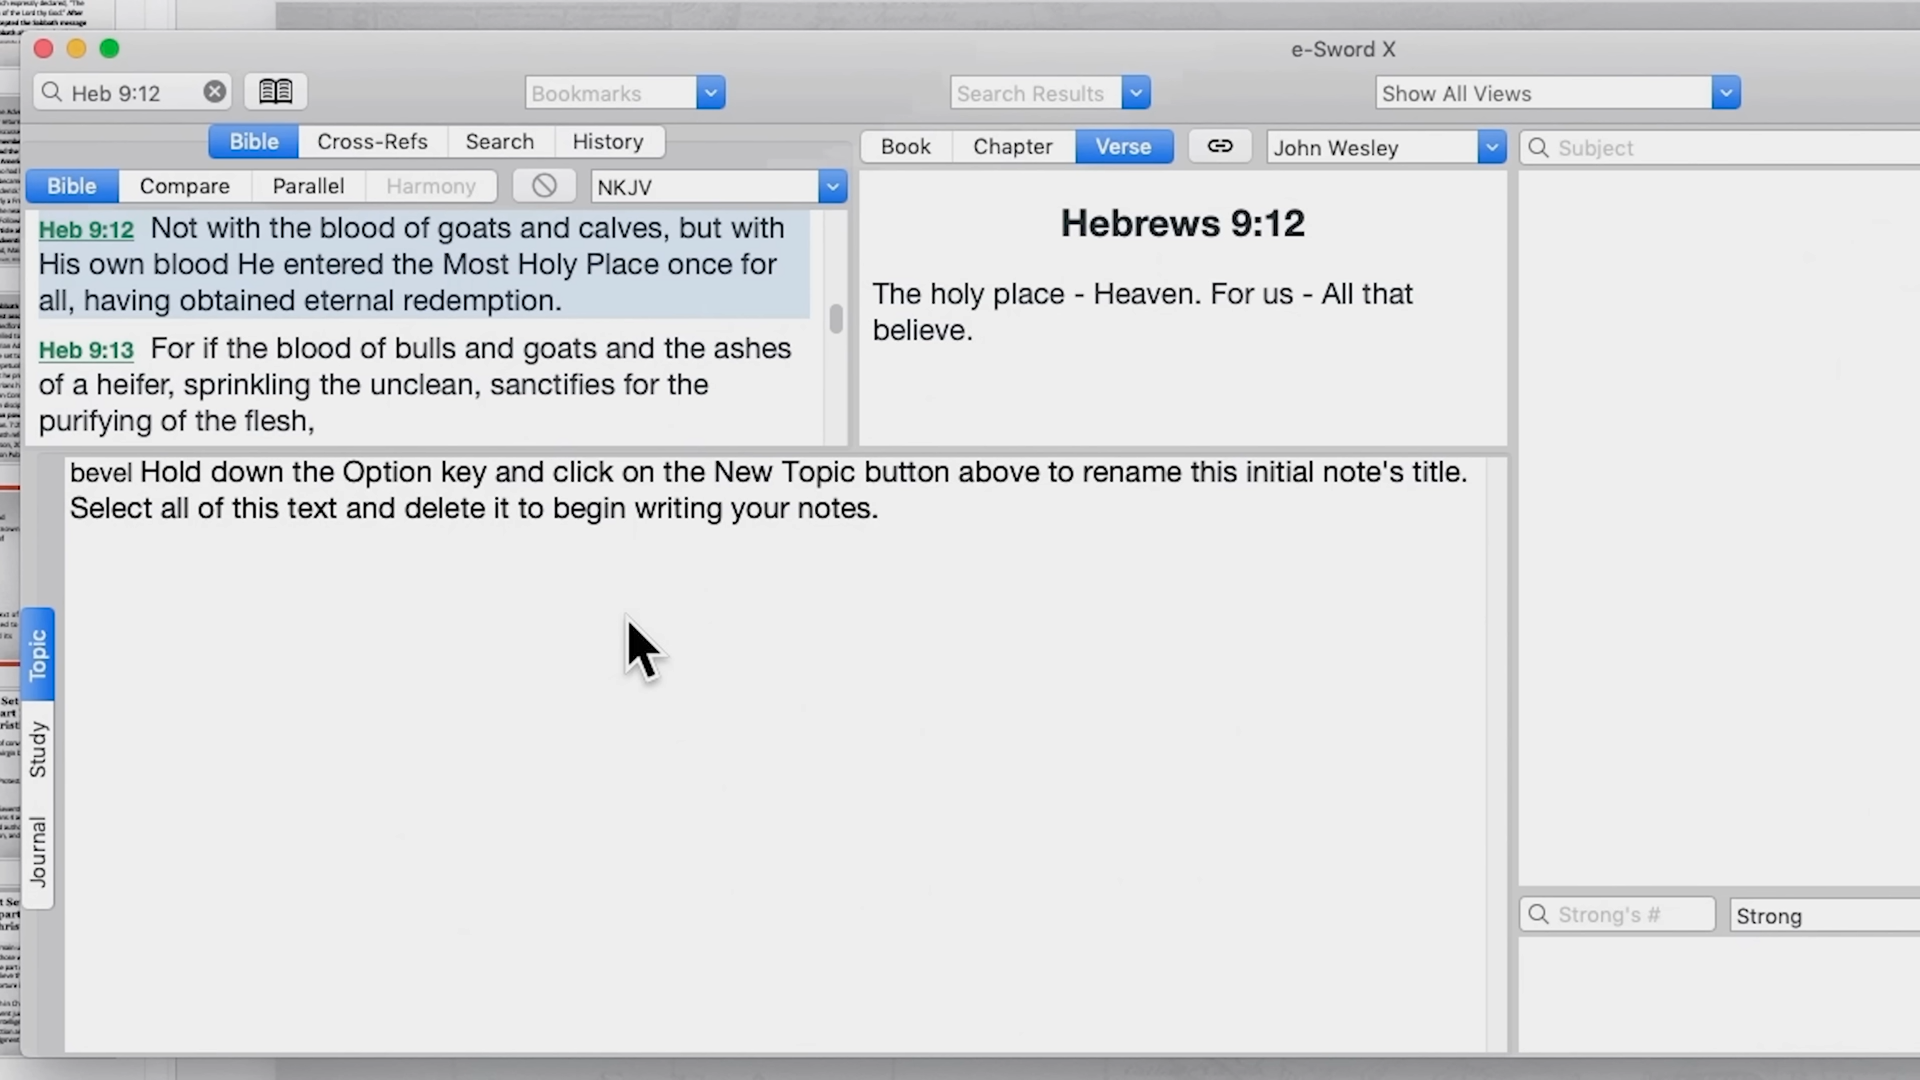 e-Sword X
Heb 9:12
Bookmarks
Search Results
Show All Views
Bible Cross-Refs Search History
Book Chapter Verse
John Wesley
Subject
Bible Compare Parallel Harmony
NKJV
Heb 9:12 Not with the blood of goats and calves, but with
His own blood He entered the Most Holy Place once for
all, having obtained eternal redemption.
Heb 9:13 For if the blood of bulls and goats and the ashes
of a heifer, sprinkling the unclean, sanctifies for the
purifying of the flesh,
Hebrews 9:12
The holy place - Heaven. For us - All that
believe.
bevel Hold down the Option key and click on the New Topic button above to rename this initial note's title.
Select all of this text and delete it to begin writing your notes.
Topic
Study
Journal
Strong's #
Strong